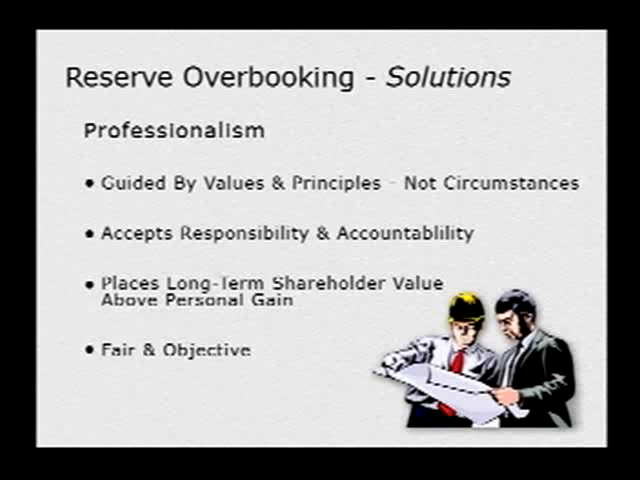 Reserve Overbooking - Solutions
Professionalism
• Guided By Values & Principles - Not Circumstances
• Accepts Responsibility & Accountablility
• Places Long-Term Shareholder Value
Above Personal Gain
• Fair & Objective